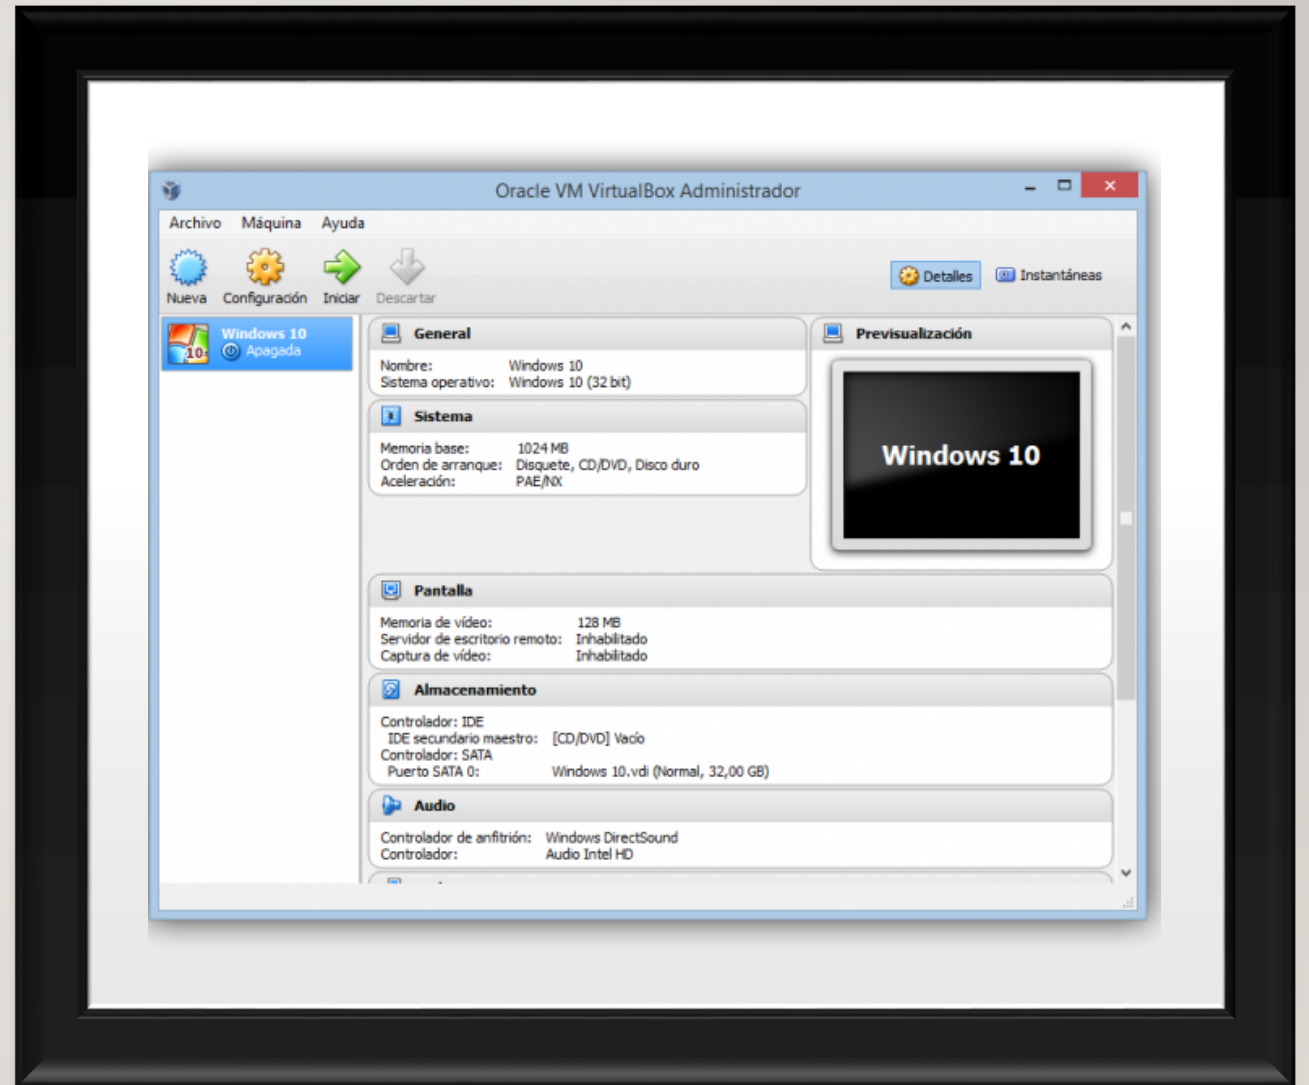 Oracle VM VirtualBox Administrador
Archivo Máquina Ayuda
Nueva Configuración Iniciar Descartar
Detalles Instantáneas
Windows 10
Apagada
10
General
Nombre: Windows 10
Sistema operativo: Windows 10 (32 bit)
Sistema
Memoria base: 1024 MB
Orden de arranque: Disquete, CD/DVD, Disco duro
Aceleración: PAE/NX
Previsualización
Windows 10
Pantalla
Memoria de vídeo: 128 MB
Servidor de escritorio remoto: Inhabilitado
Captura de vídeo: Inhabilitado
Almacenamiento
Controlador: IDE
IDE secundario maestro: [CD/DVD] Vacío
Controlador: SATA
Puerto SATA 0: Windows 10.vdi (Normal, 32,00 GB)
Audio
Controlador de anfitrión: Windows DirectSound
Controlador: Audio Intel HD